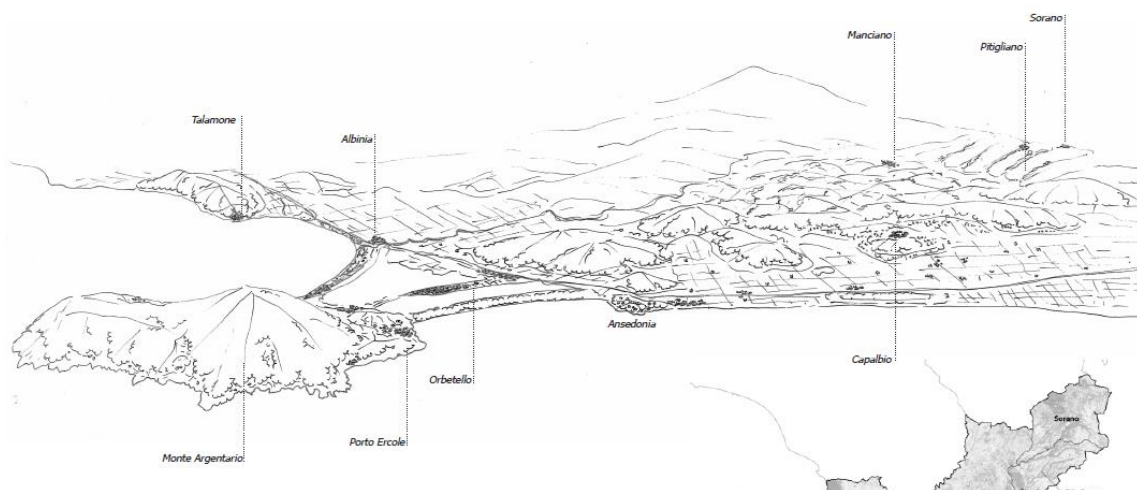 Sorano
Manciano
Pitigliano
Talamone
Albinia
Ansedonia
Capalbio
Orbetello
Porto Ercole
Monte Argentario
Sorano